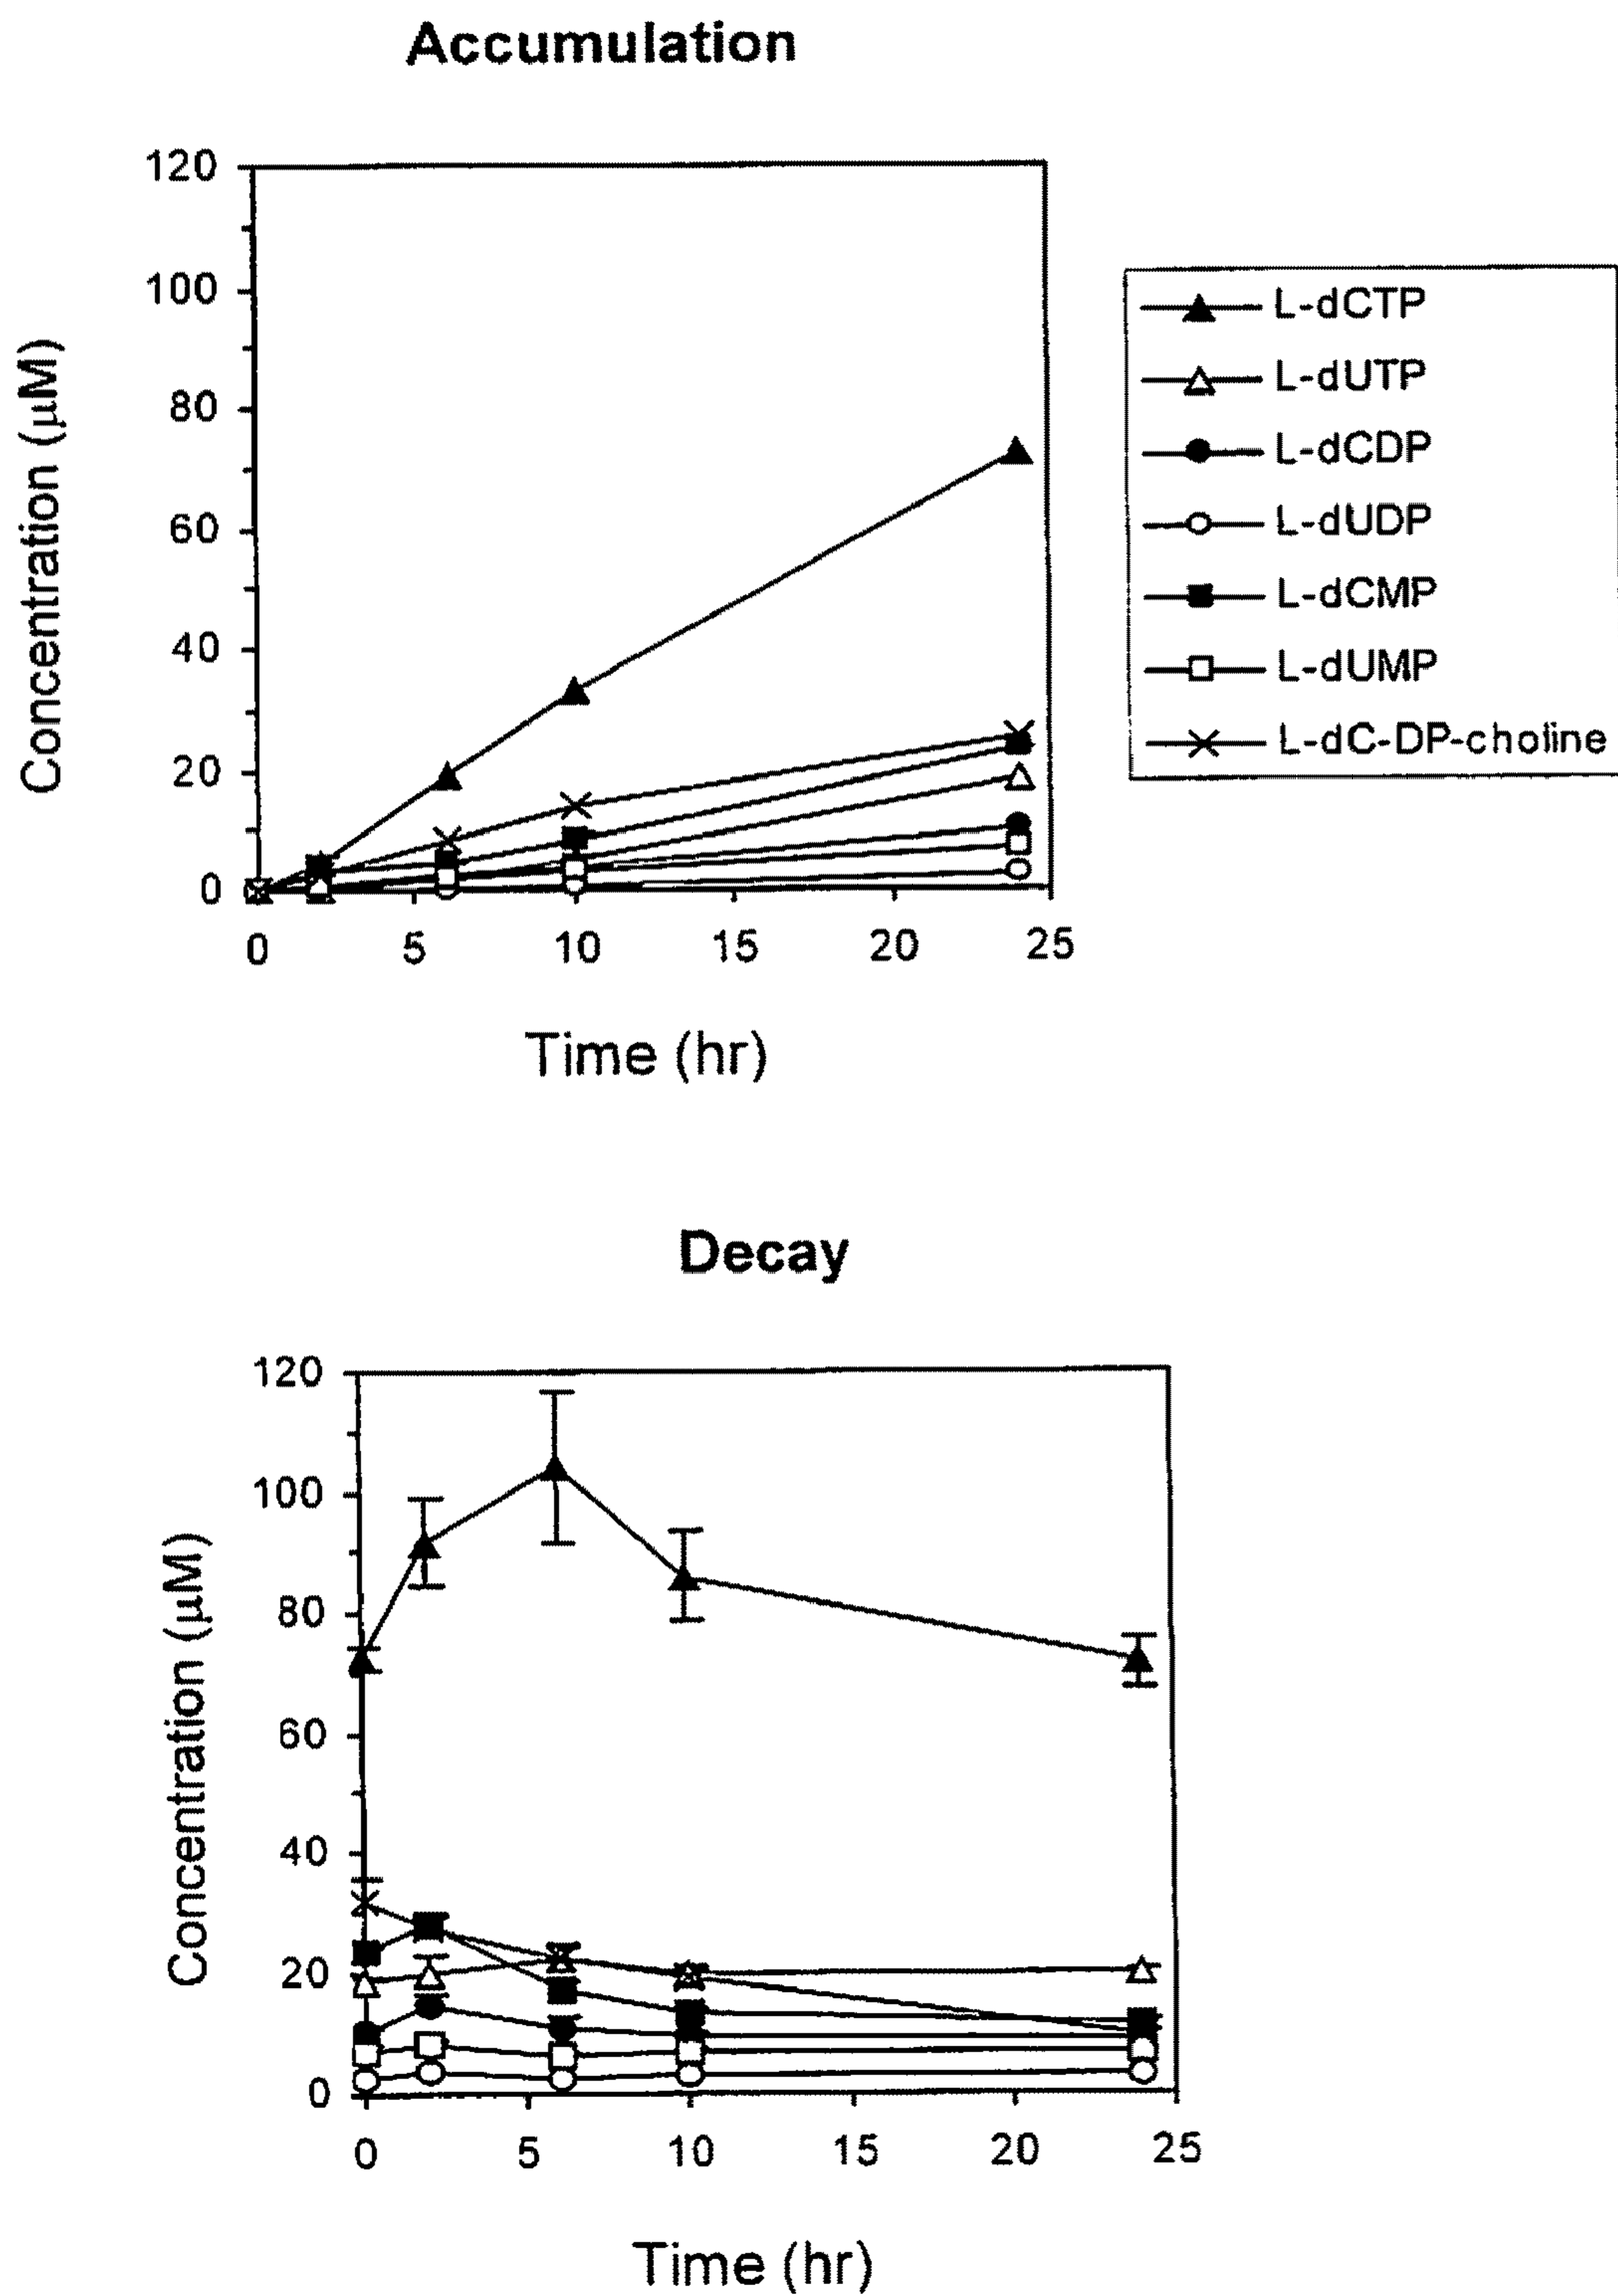 Accumulation
120
100
80
60
40
20
0
Concentration (μM)
0 5 10 15 20 25
Time (hr)
L-dCTP
L-dUTP
L-dCDP
L-dUDP
L-dCMP
L-dUMP
L-dC-DP-choline
Decay
120
100
80
60
40
20
0
Concentration (μM)
0 5 10 15 20 25
Time (hr)